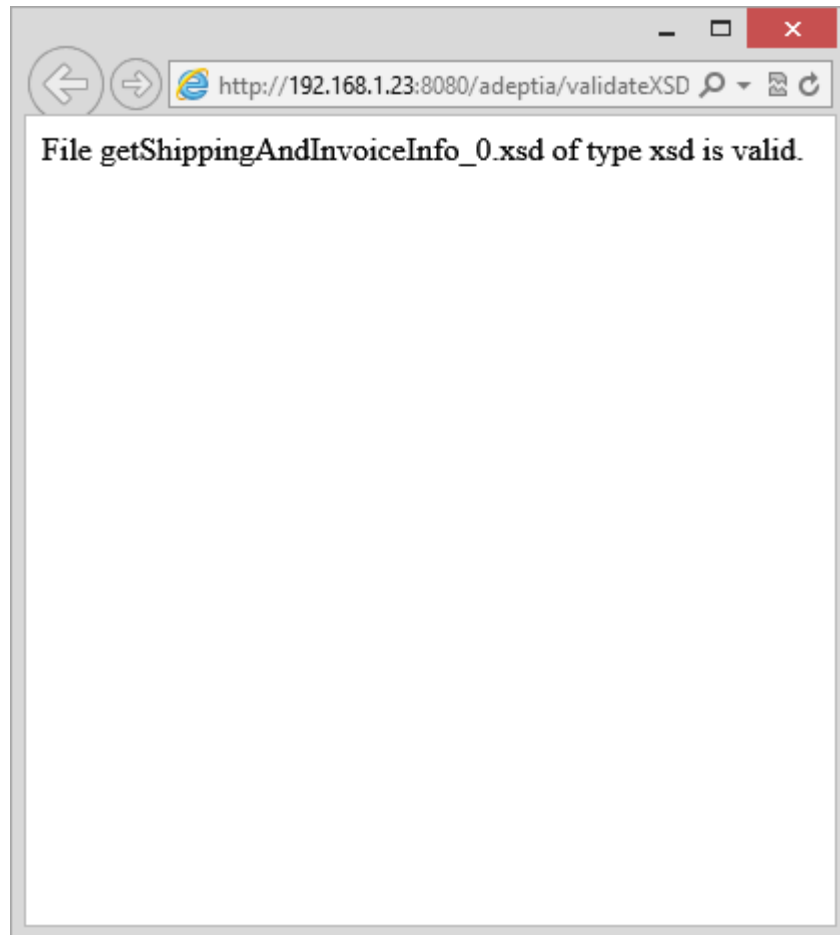 http://192.168.1.23:8080/adeptia/validateXSD
File getShippingAndInvoiceInfo_0.xsd of type xsd is valid.